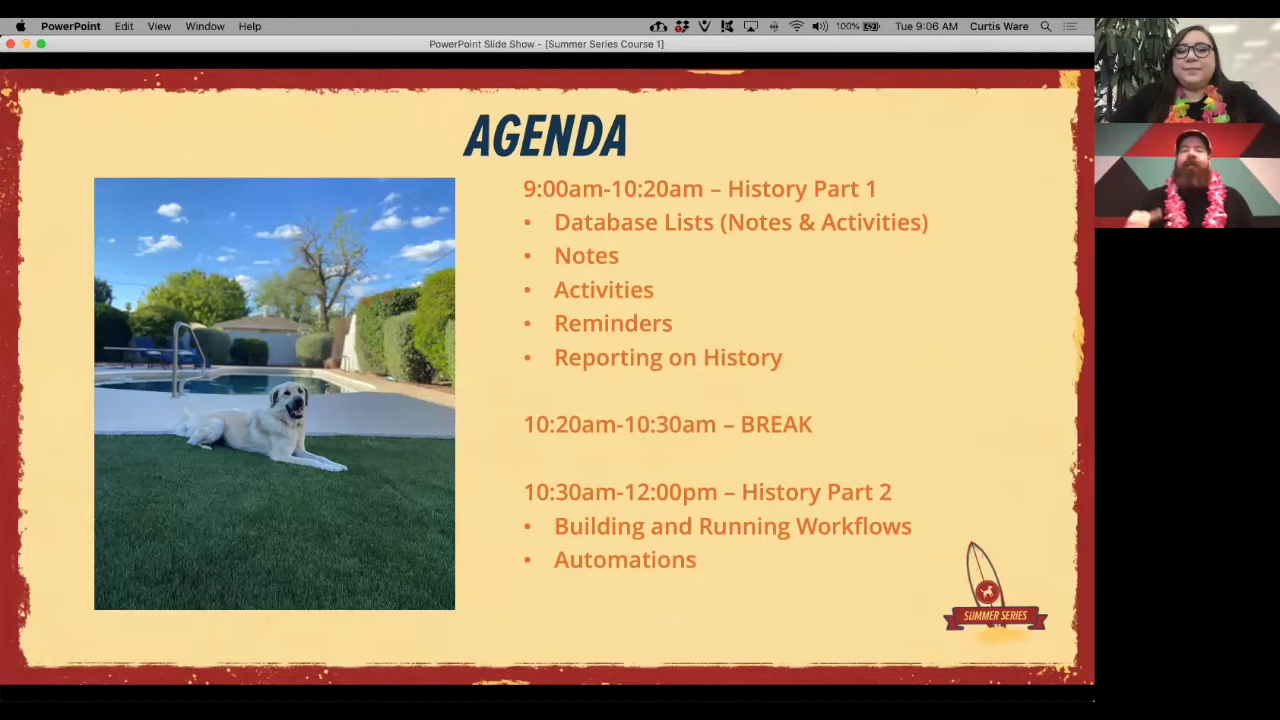 PowerPoint Edit View Window Help 100% Tue 9:06 AM Curtis Ware
PowerPoint Slide Show - [Summer Series Course 1]
AGENDA
9:00am-10:20am – History Part 1
• Database Lists (Notes & Activities)
• Notes
• Activities
• Reminders
• Reporting on History
10:20am-10:30am – BREAK
10:30am-12:00pm – History Part 2
• Building and Running Workflows
• Automations
SUMMER SERIES